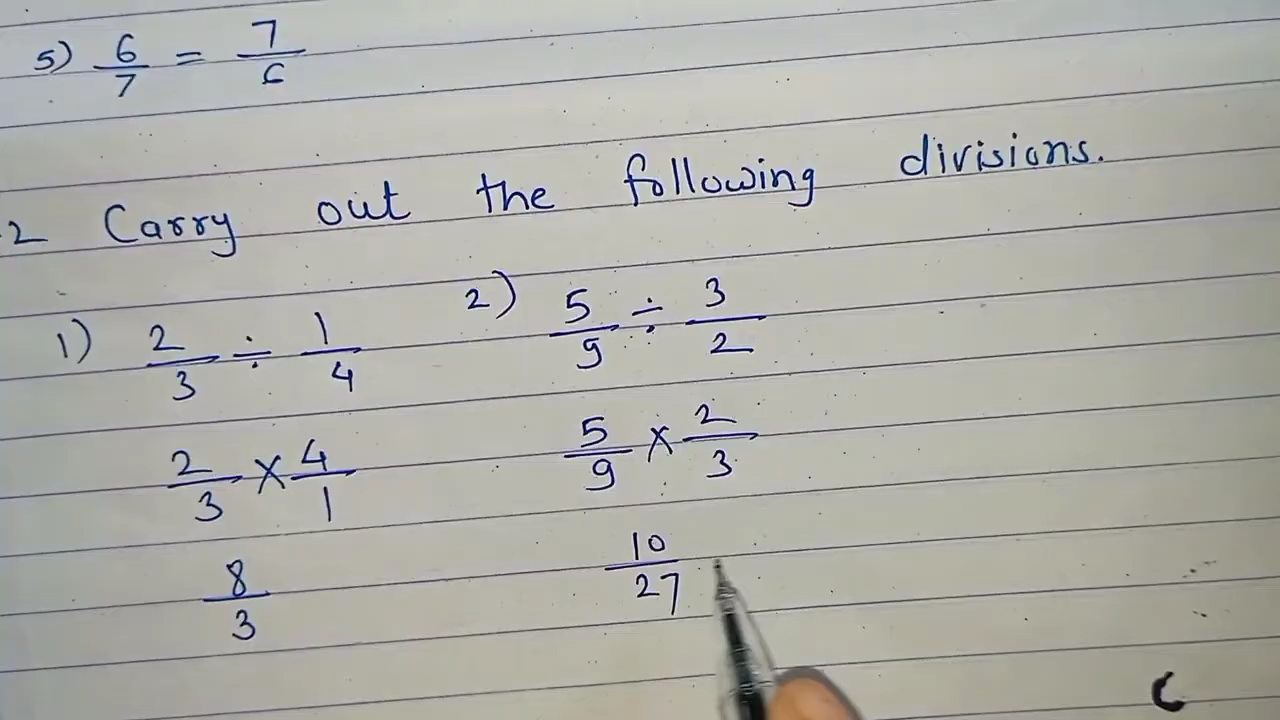 5) 6/7 = 7/6
2 Carry out the following divisions.
1) 2/3 ÷ 1/4
2/3 × 4/1
8/3
2) 5/9 ÷ 3/2
5/9 × 2/3
10/27